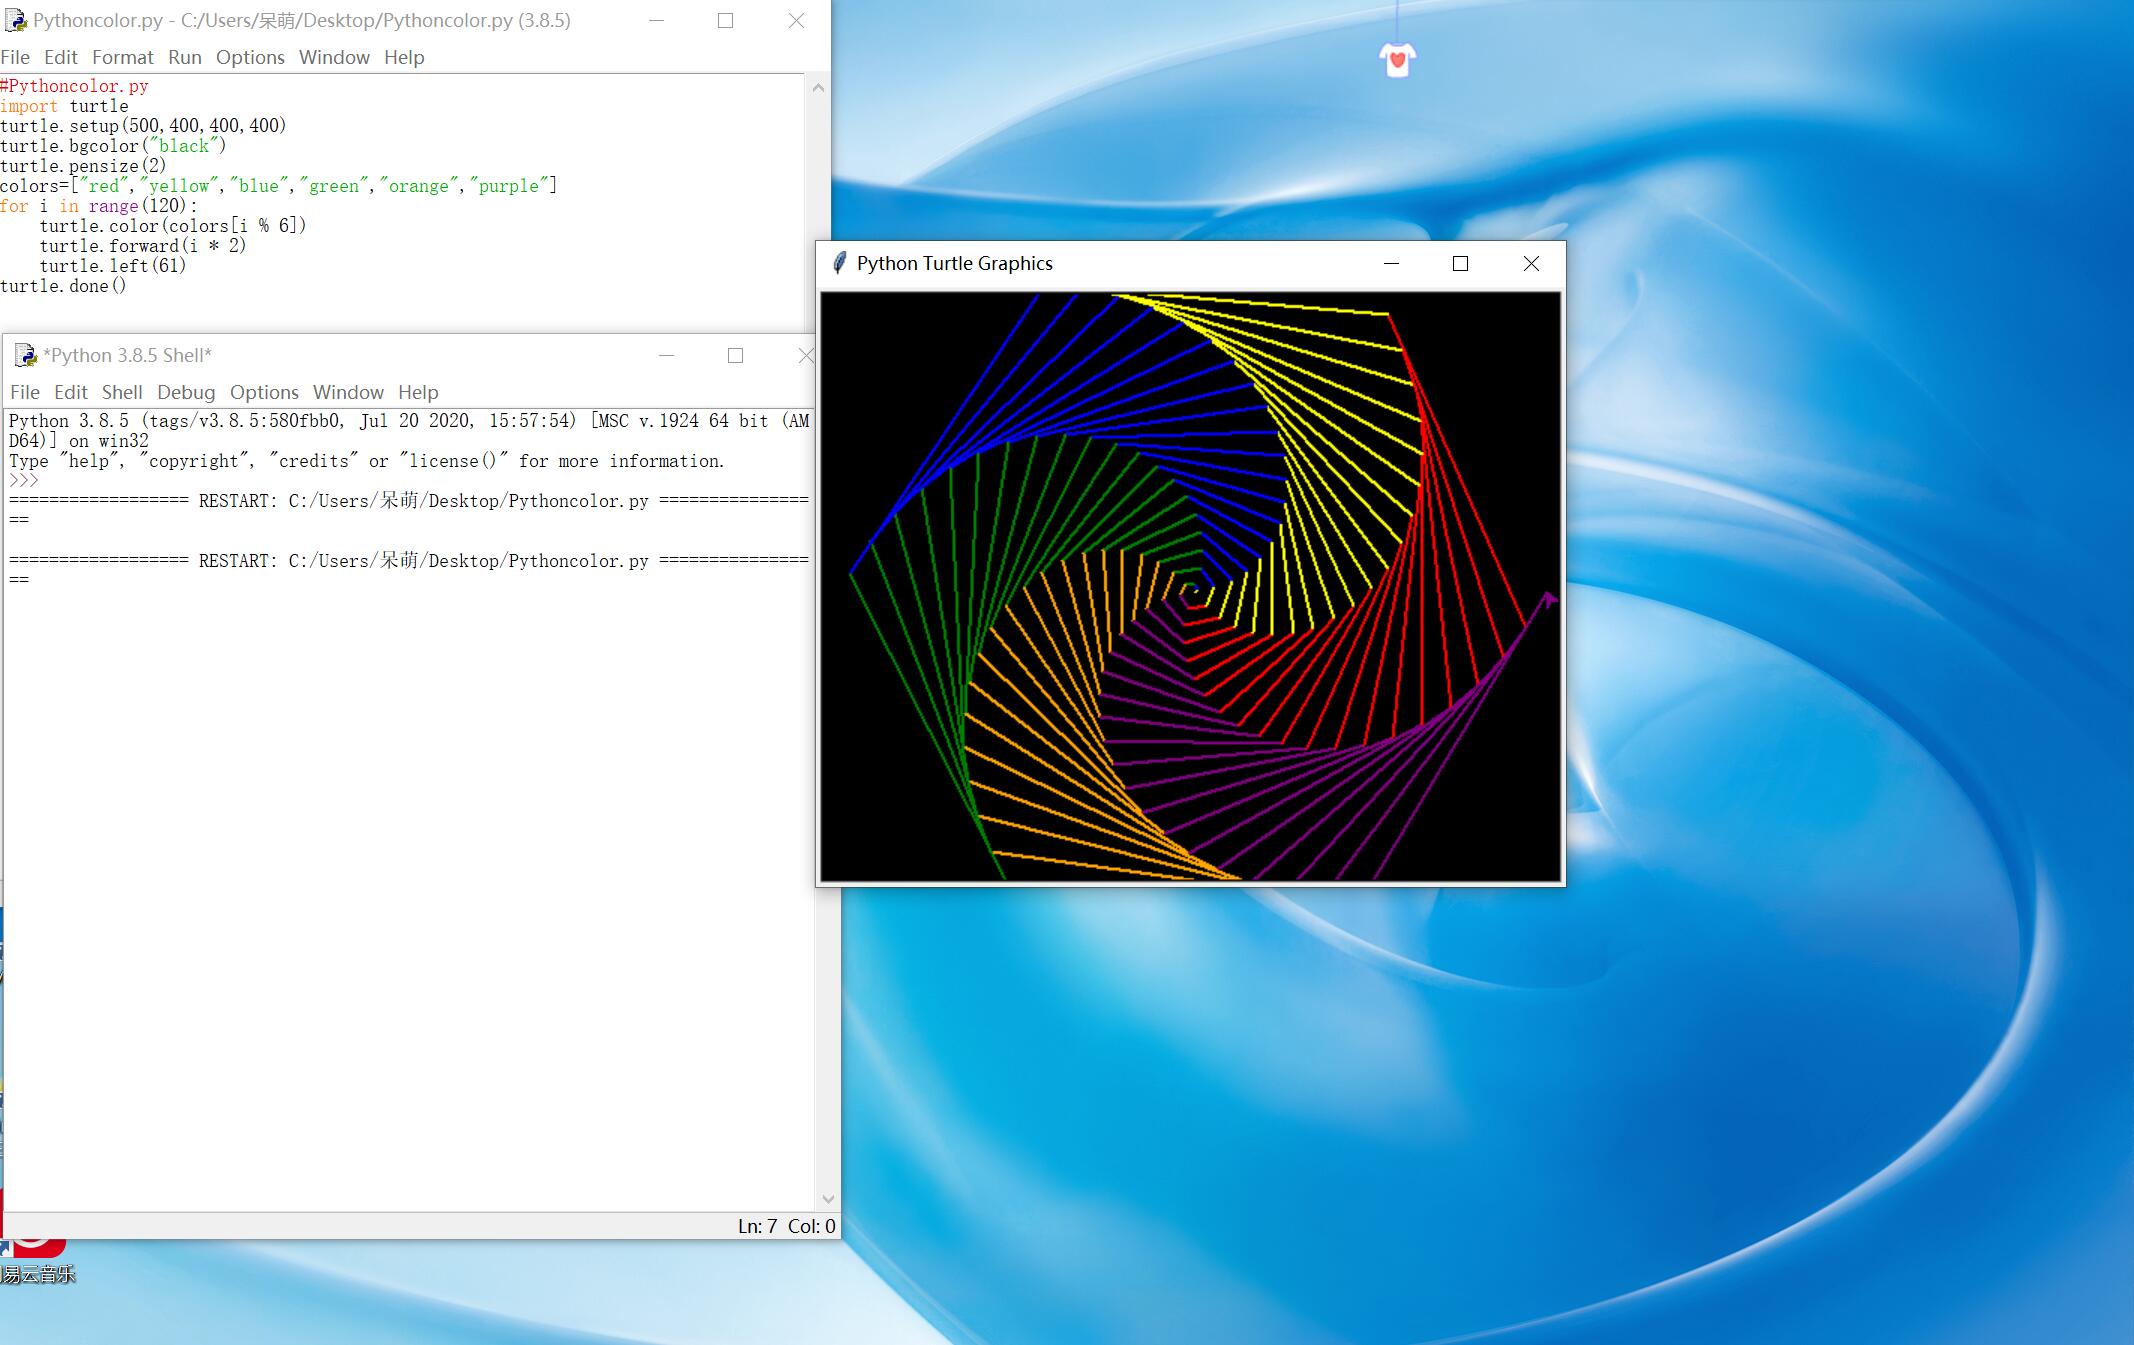 Pythoncolor.py - C:/Users/呆萌/Desktop/Pythoncolor.py (3.8.5)
File Edit Format Run Options Window Help
#Pythoncolor.py
import turtle
turtle.setup(500,400,400,400)
turtle.bgcolor("black")
turtle.pensize(2)
colors=["red","yellow","blue","green","orange","purple"]
for i in range(120):
    turtle.color(colors[i % 6])
    turtle.forward(i * 2)
    turtle.left(61)
turtle.done()
Python Turtle Graphics
*Python 3.8.5 Shell*
File Edit Shell Debug Options Window Help
Python 3.8.5 (tags/v3.8.5:580fbb0, Jul 20 2020, 15:57:54) [MSC v.1924 64 bit (AM
D64)] on win32
Type "help", "copyright", "credits" or "license()" for more information.
>>>
================== RESTART: C:/Users/呆萌/Desktop/Pythoncolor.py ===============
==
================== RESTART: C:/Users/呆萌/Desktop/Pythoncolor.py ===============
==
Ln: 7 Col: 0
易云音乐